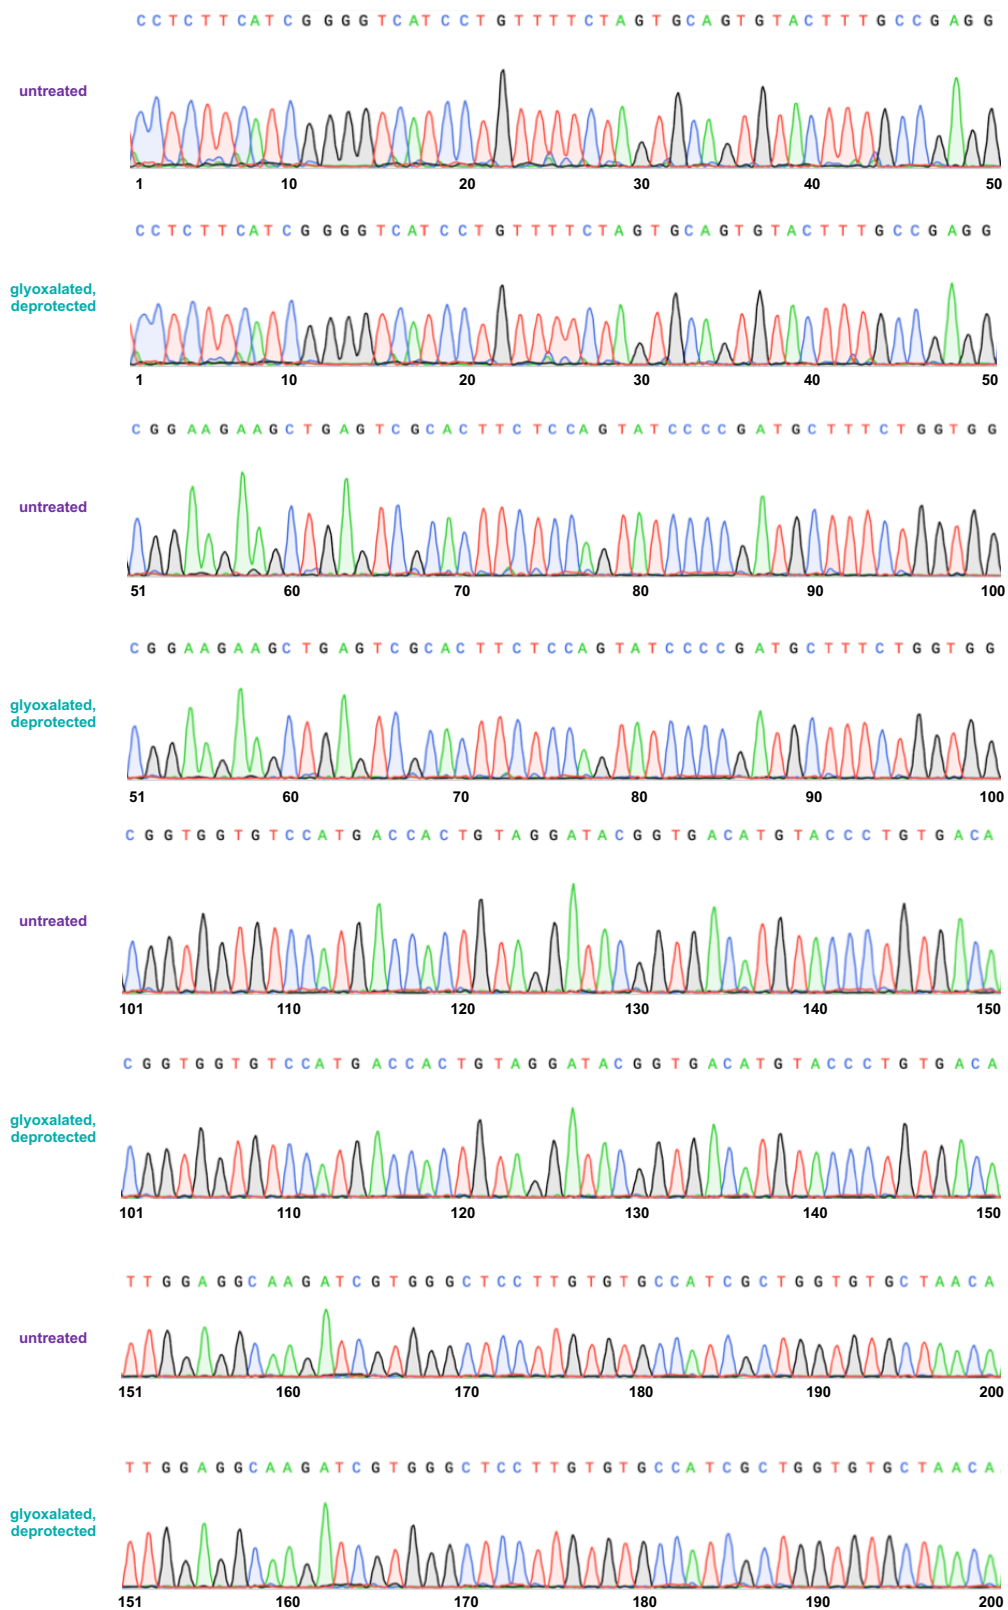 C C T C T T C A T C G G G G T C A T C C T G T T T T C T A G T G C A G T G T A C T T T G C C G A G G
untreated
1 10 20 30 40 50
C C T C T T C A T C G G G G T C A T C C T G T T T T C T A G T G C A G T G T A C T T T G C C G A G G
glyoxalated,
deprotected
1 10 20 30 40 50
C G G A A G A A G C T G A G T C G C A C T T C T C C A G T A T C C C C G A T G C T T T C T G G T G G
untreated
51 60 70 80 90 100
C G G A A G A A G C T G A G T C G C A C T T C T C C A G T A T C C C C G A T G C T T T C T G G T G G
glyoxalated,
deprotected
51 60 70 80 90 100
C G G T G G T G T C C A T G A C C A C T G T A G G A T A C G G T G A C A T G T A C C C T G T G A C A
untreated
101 110 120 130 140 150
C G G T G G T G T C C A T G A C C A C T G T A G G A T A C G G T G A C A T G T A C C C T G T G A C A
glyoxalated,
deprotected
101 110 120 130 140 150
T T G G A G G C A A G A T C G T G G G C T C C T T G T G T G C C A T C G C T G G T G T G C T A A C A
untreated
151 160 170 180 190 200
T T G G A G G C A A G A T C G T G G G C T C C T T G T G T G C C A T C G C T G G T G T G C T A A C A
glyoxalated,
deprotected
151 160 170 180 190 200